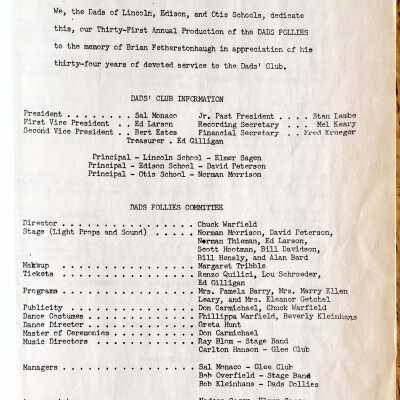 We, the Dads of Lincoln, Edison, and Otis Schools, dedicate
this, our Thirty-First Annual Production of the DADS FOLLIES
to the memory of Brian Fetherstonhaugh in appreciation of his
thirty-four years of devoted service to the Dads' Club.
DADS' CLUB INFORMATION
President . . . . . . . . Sal Monaco Jr. Past President . . . . Stan Laube
First Vice President . . Ed Larsen Recording Secretary . . . Mel Keary
Second Vice President . . Bert Estes Financial Secretary . . Fred Krueger
Treasurer . Ed Gilligan
Principal - Lincoln School - Elmer Sagen
Principal - Edison School - David Peterson
Principal - Otis School - Norman Morrison
DADS FOLLIES COMMITTEE
Director . . . . . . . . . . . . . . . . . Chuck Warfield
Stage (Light Props and Sound) . . . . . . Norman Morrison, David Peterson,
Norman Thieman, Ed Larsen,
Scott Hootman, Bill Davidson,
Bill Hensly, and Alan Bard
Makeup . . . . . . . . . . . . . . . . . Margaret Tribble
Tickets . . . . . . . . . . . . . . . . . Renzo Quilici, Lou Schroeder,
Ed Gilligan
Programs . . . . . . . . . . . . . . . . Mrs. Pamela Barry, Mrs. Marry Ellen
Leary, and Mrs. Eleanor Getchel
Publicity . . . . . . . . . . . . . . . Don Carmichael, Chuck Warfield
Dance Costumes . . . . . . . . . . . . . Phillipa Warfield, Beverly Kleinhans
Dance Director . . . . . . . . . . . . . Greta Hunt
Master of Ceremonies . . . . . . . . . . Don Carmichael
Music Directors . . . . . . . . . . . . Ray Blom - Stage Band
Carlton Hanson - Glee Club
Managers . . . . . . . . . . . . . . . . Sal Monaco - Glee Club
Bob Overfield - Stage Band
Bob Kleinhans - Dads Dollies